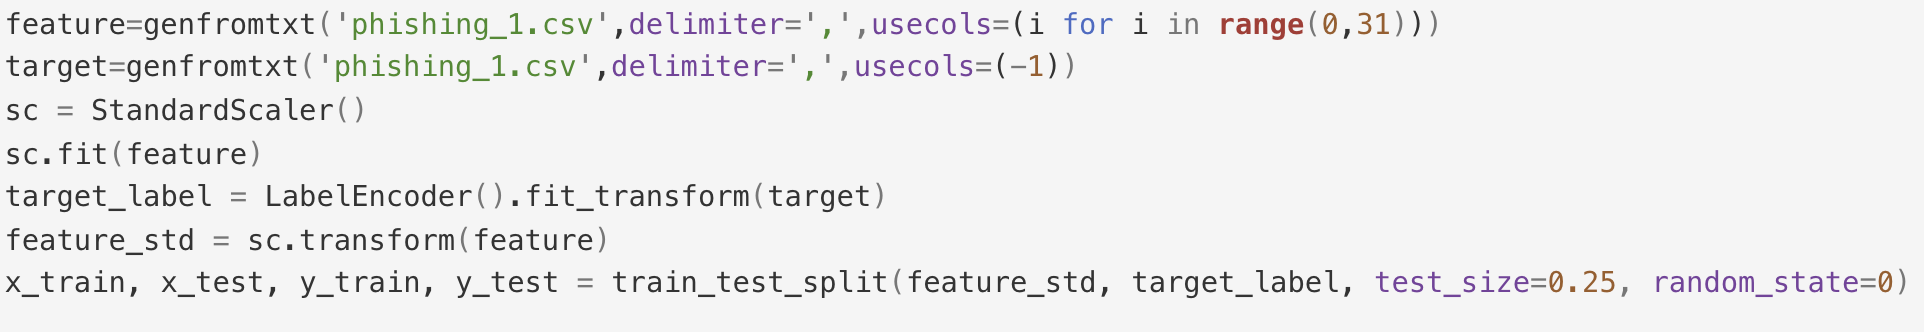 feature=genfromtxt('phishing_1.csv',delimiter=',',usecols=(i for i in range(0,31)))
target=genfromtxt('phishing_1.csv',delimiter=',',usecols=(-1))
sc = StandardScaler()
sc.fit(feature)
target_label = LabelEncoder().fit_transform(target)
feature_std = sc.transform(feature)
x_train, x_test, y_train, y_test = train_test_split(feature_std, target_label, test_size=0.25, random_state=0)